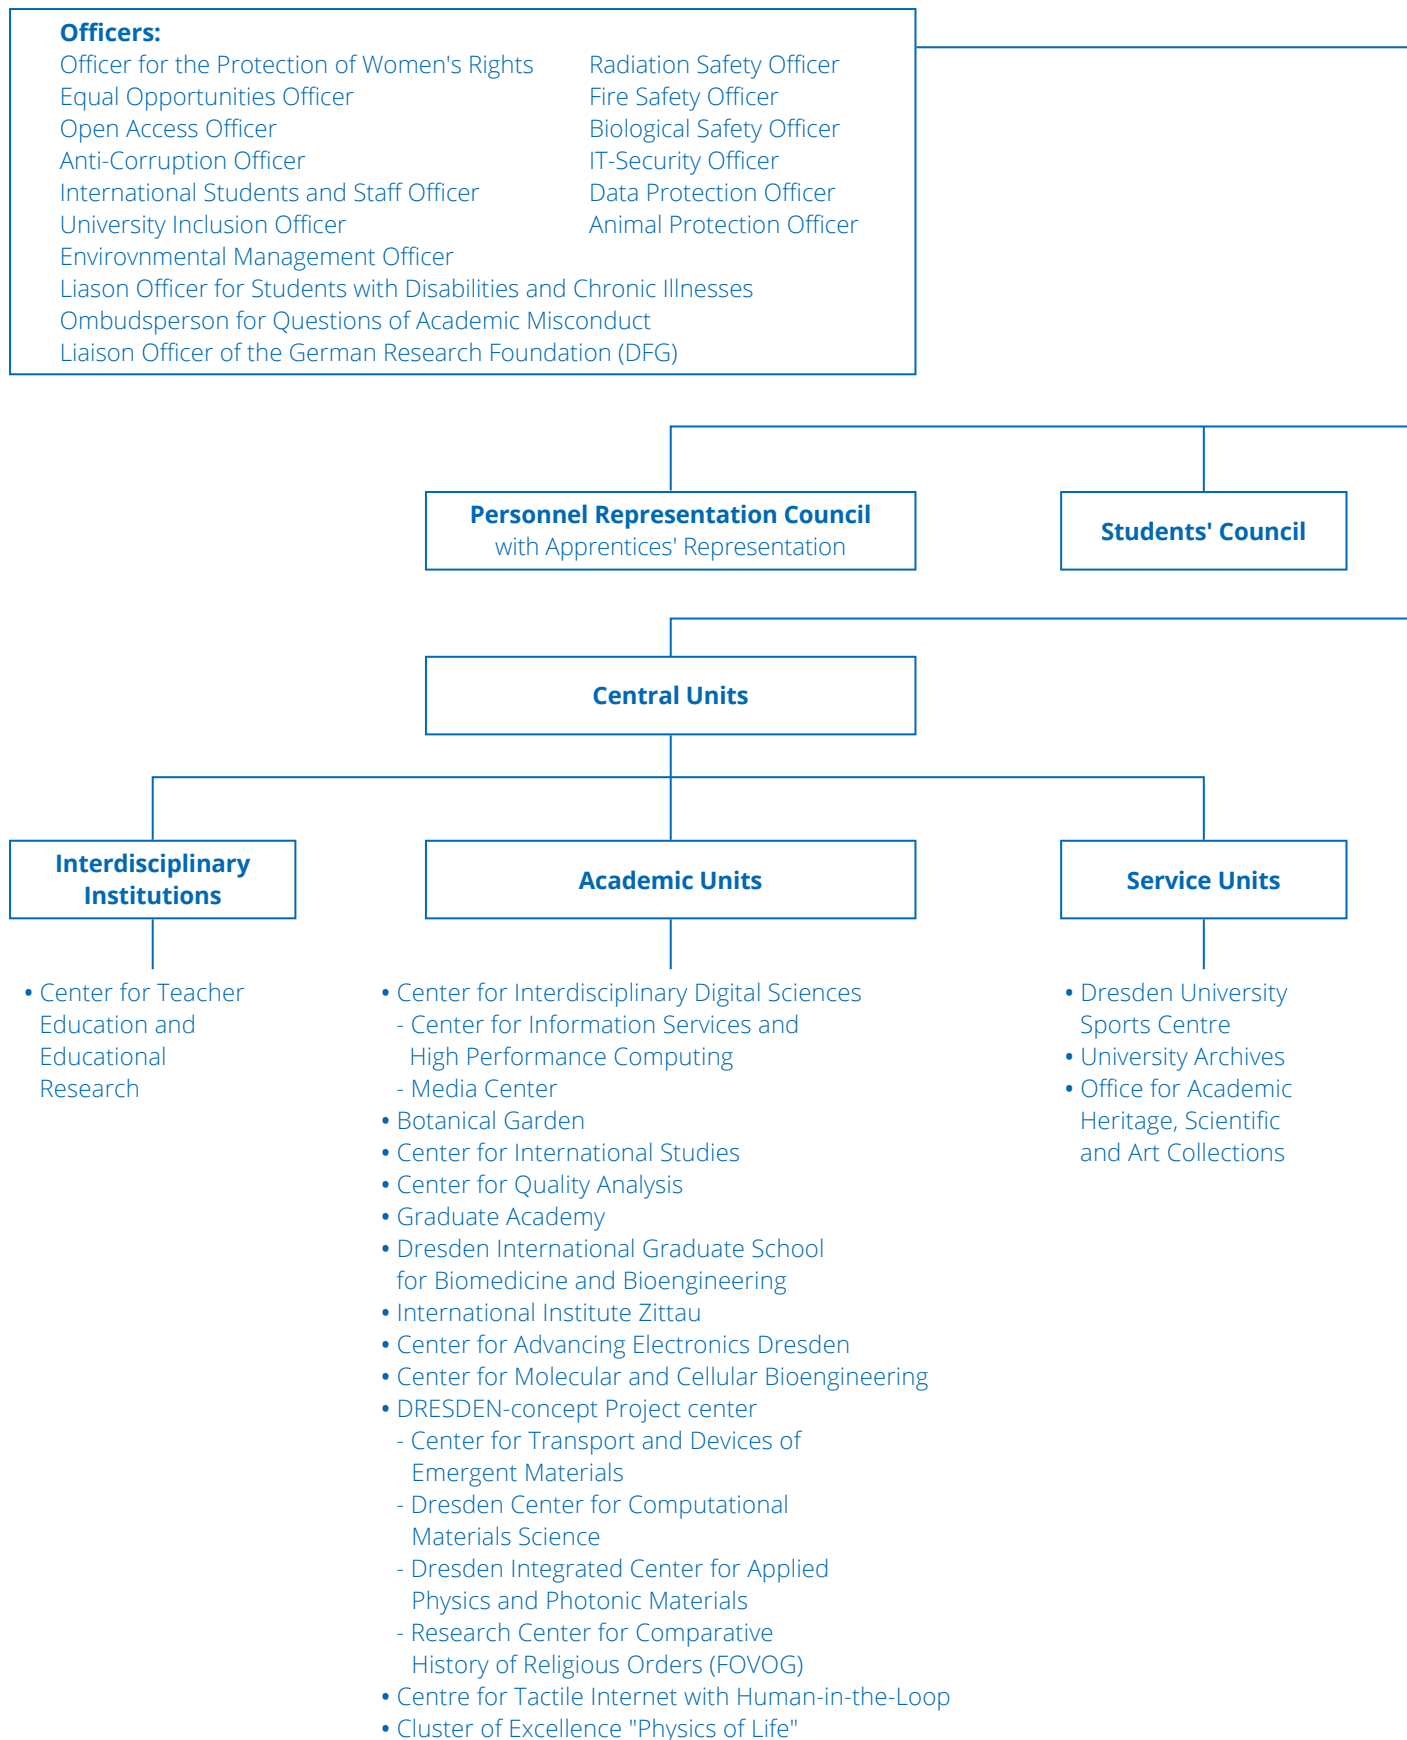 Officers:
Officer for the Protection of Women's Rights
Equal Opportunities Officer
Open Access Officer
Anti-Corruption Officer
International Students and Staff Officer
University Inclusion Officer
Envirovnmental Management Officer
Liason Officer for Students with Disabilities and Chronic Illnesses
Ombudsperson for Questions of Academic Misconduct
Liaison Officer of the German Research Foundation (DFG)
Radiation Safety Officer
Fire Safety Officer
Biological Safety Officer
IT-Security Officer
Data Protection Officer
Animal Protection Officer
Personnel Representation Council
with Apprentices' Representation
Students' Council
Central Units
Interdisciplinary
Institutions
• Center for Teacher
Education and
Educational
Research
Academic Units
• Center for Interdisciplinary Digital Sciences
- Center for Information Services and
High Performance Computing
- Media Center
• Botanical Garden
• Center for International Studies
• Center for Quality Analysis
• Graduate Academy
• Dresden International Graduate School
for Biomedicine and Bioengineering
• International Institute Zittau
• Center for Advancing Electronics Dresden
• Center for Molecular and Cellular Bioengineering
• DRESDEN-concept Project center
- Center for Transport and Devices of
Emergent Materials
- Dresden Center for Computational
Materials Science
- Dresden Integrated Center for Applied
Physics and Photonic Materials
- Research Center for Comparative
History of Religious Orders (FOVOG)
• Centre for Tactile Internet with Human-in-the-Loop
• Cluster of Excellence "Physics of Life"
Service Units
• Dresden University
Sports Centre
• University Archives
• Office for Academic
Heritage, Scientific
and Art Collections